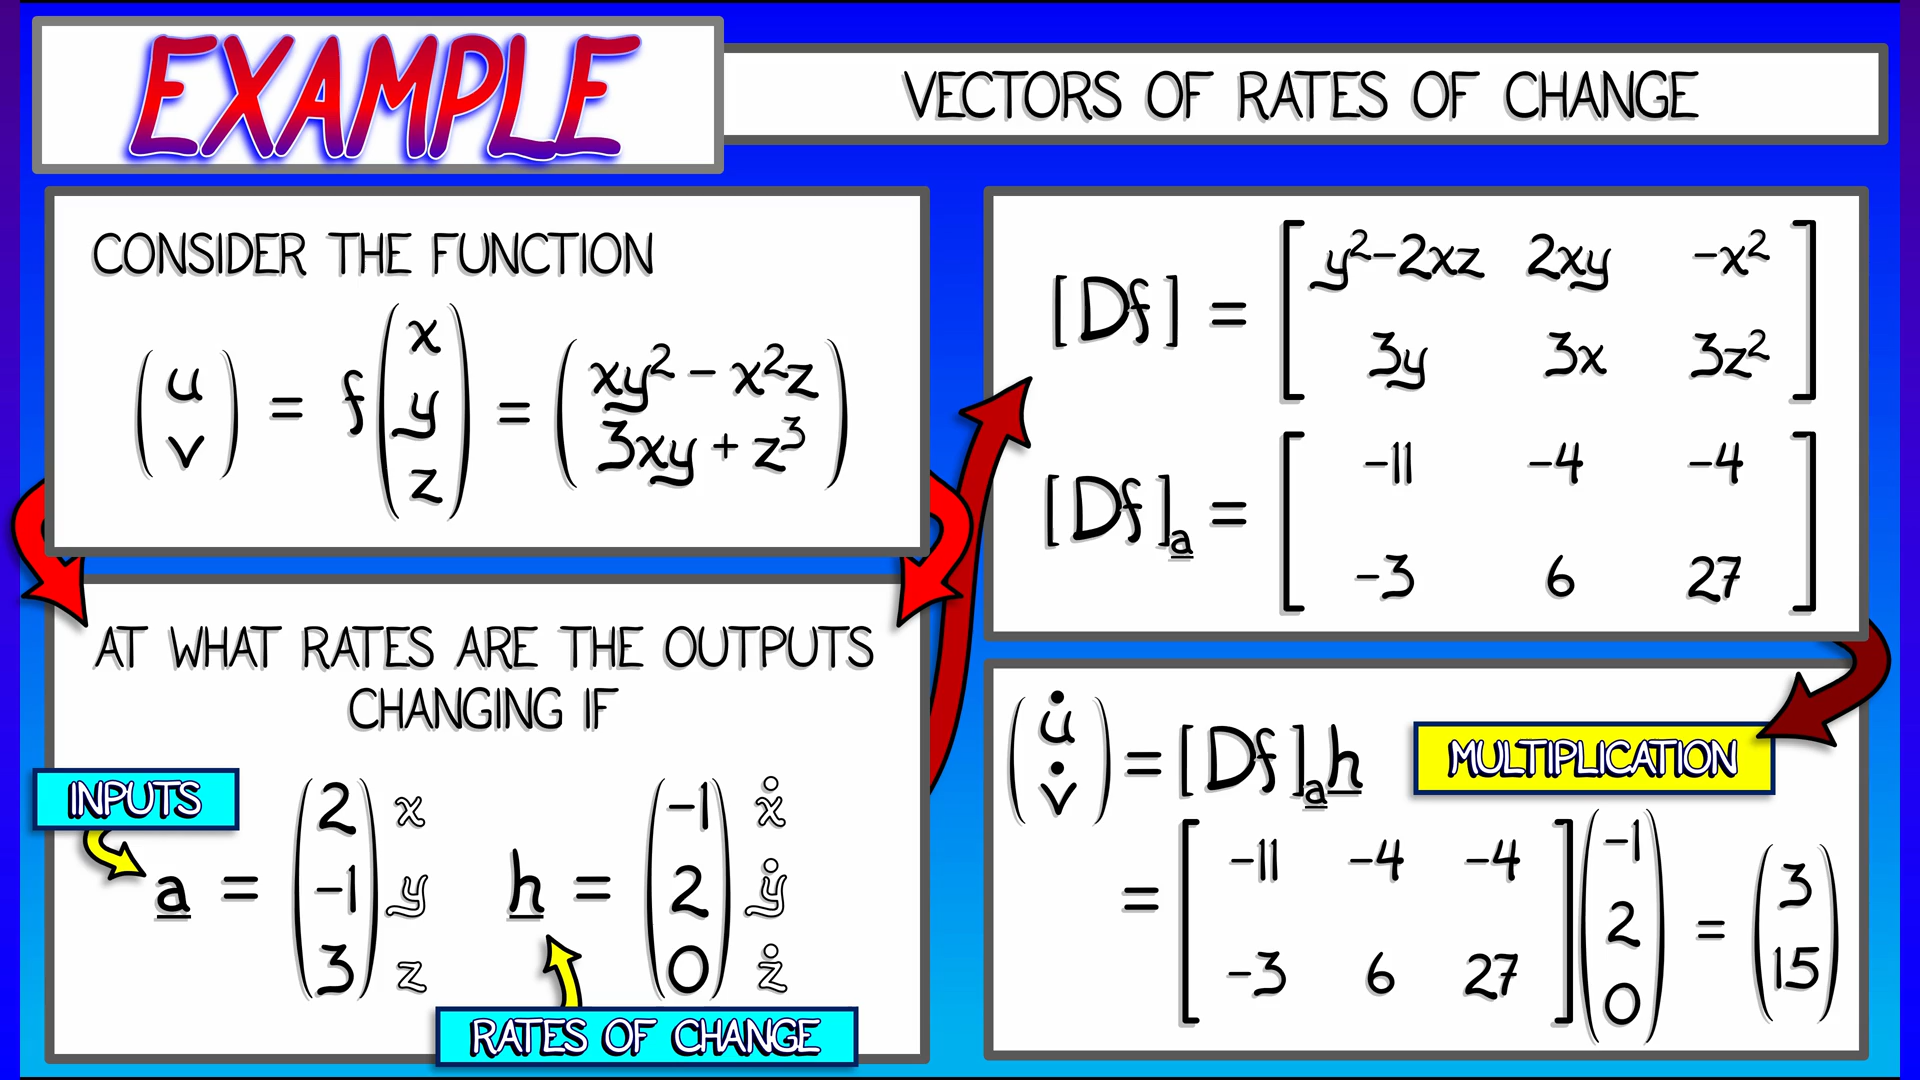 EXAMPLE
VECTORS OF RATES OF CHANGE
CONSIDER THE FUNCTION
(u v) = f(x y z) = (xy² − x²z 3xy + z³)
AT WHAT RATES ARE THE OUTPUTS
CHANGING IF
INPUTS
a = (2 −1 3) x y z
h = (−1 2 0) ẋ ẏ ż
RATES OF CHANGE
[Df] = [y²−2xz 2xy −x²
3y 3x 3z²]
[Df]a = [−11 −4 −4
−3 6 27]
(u̇ v̇) = [Df]a h
MULTIPLICATION
= [−11 −4 −4
−3 6 27] (−1 2 0) = (3 15)